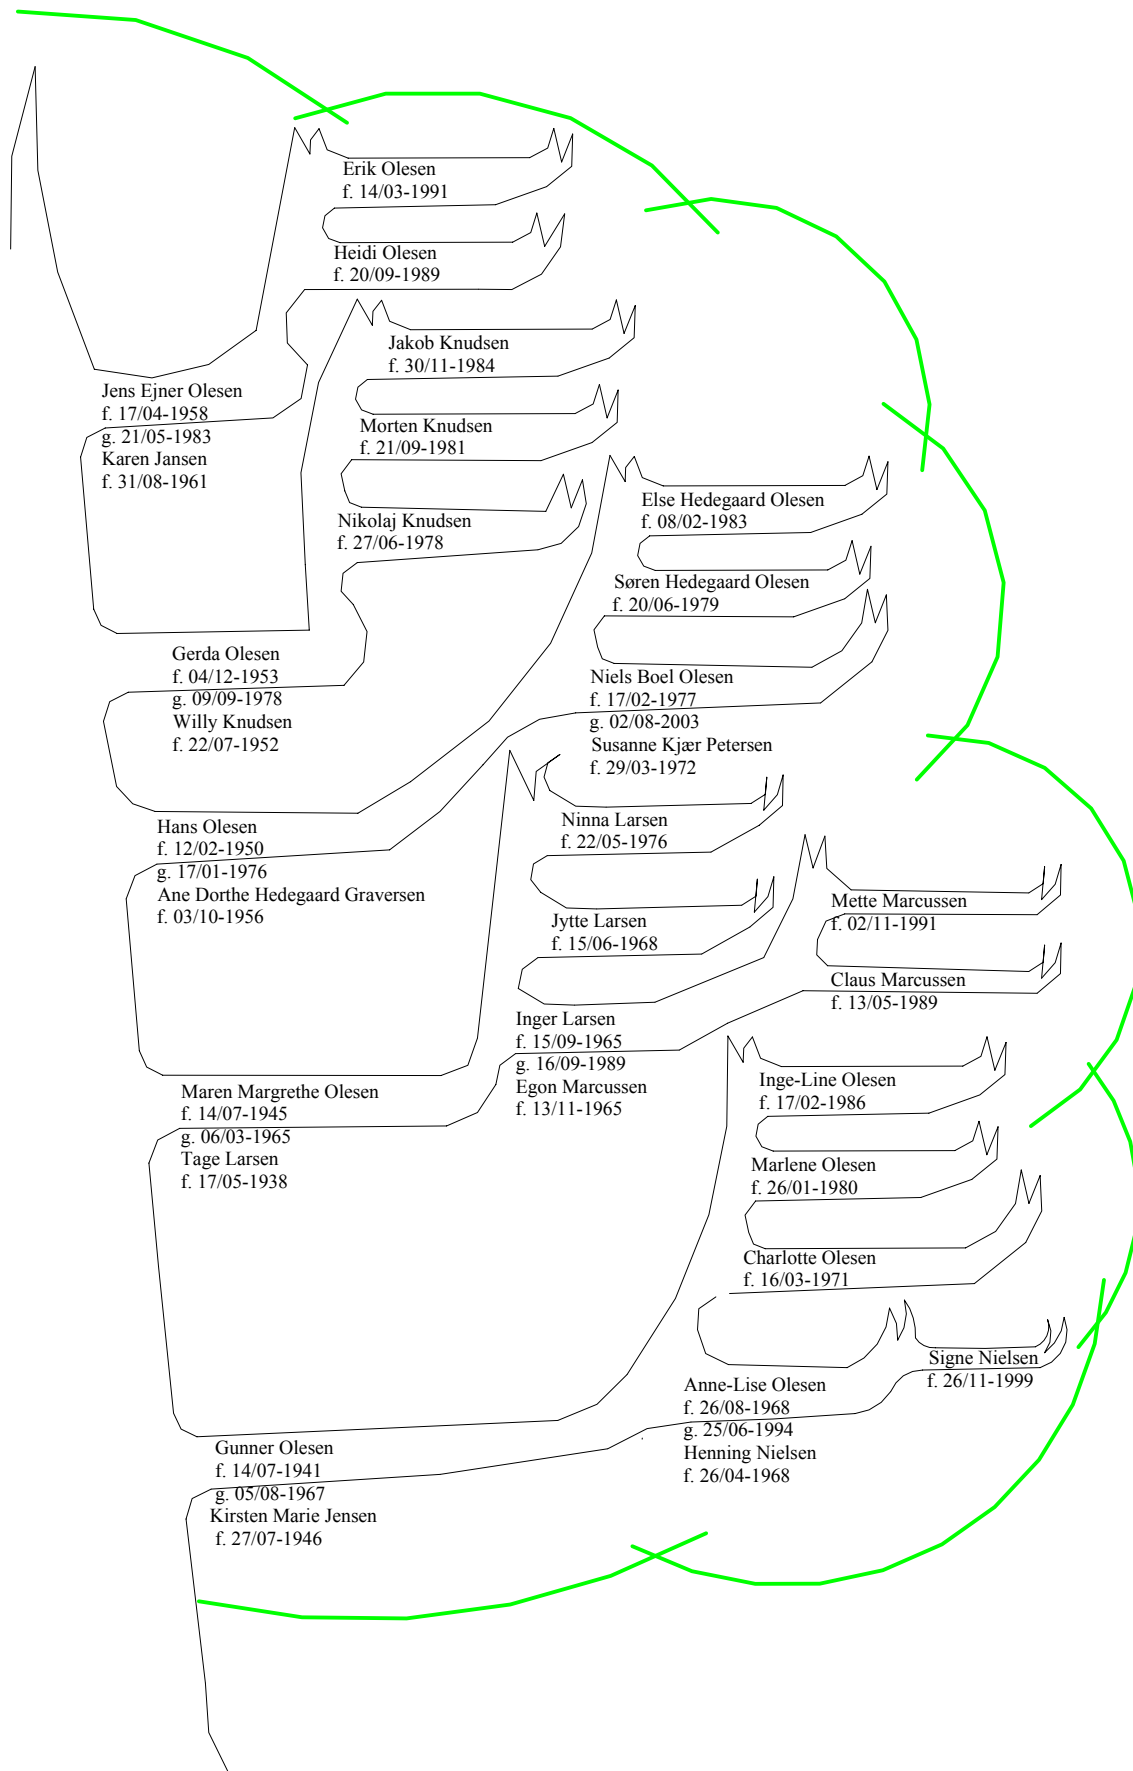 Erik Olesen
f. 14/03-1991
Heidi Olesen
f. 20/09-1989
Jens Ejner Olesen
f. 17/04-1958
g. 21/05-1983
Karen Jansen
f. 31/08-1961
Jakob Knudsen
f. 30/11-1984
Morten Knudsen
f. 21/09-1981
Nikolaj Knudsen
f. 27/06-1978
Gerda Olesen
f. 04/12-1953
g. 09/09-1978
Willy Knudsen
f. 22/07-1952
Else Hedegaard Olesen
f. 08/02-1983
Søren Hedegaard Olesen
f. 20/06-1979
Niels Boel Olesen
f. 17/02-1977
g. 02/08-2003
Susanne Kjær Petersen
f. 29/03-1972
Hans Olesen
f. 12/02-1950
g. 17/01-1976
Ane Dorthe Hedegaard Graversen
f. 03/10-1956
Ninna Larsen
f. 22/05-1976
Jytte Larsen
f. 15/06-1968
Mette Marcussen
f. 02/11-1991
Claus Marcussen
f. 13/05-1989
Inger Larsen
f. 15/09-1965
g. 16/09-1989
Egon Marcussen
f. 13/11-1965
Maren Margrethe Olesen
f. 14/07-1945
g. 06/03-1965
Tage Larsen
f. 17/05-1938
Inge-Line Olesen
f. 17/02-1986
Marlene Olesen
f. 26/01-1980
Charlotte Olesen
f. 16/03-1971
Signe Nielsen
f. 26/11-1999
Anne-Lise Olesen
f. 26/08-1968
g. 25/06-1994
Henning Nielsen
f. 26/04-1968
Gunner Olesen
f. 14/07-1941
g. 05/08-1967
Kirsten Marie Jensen
f. 27/07-1946